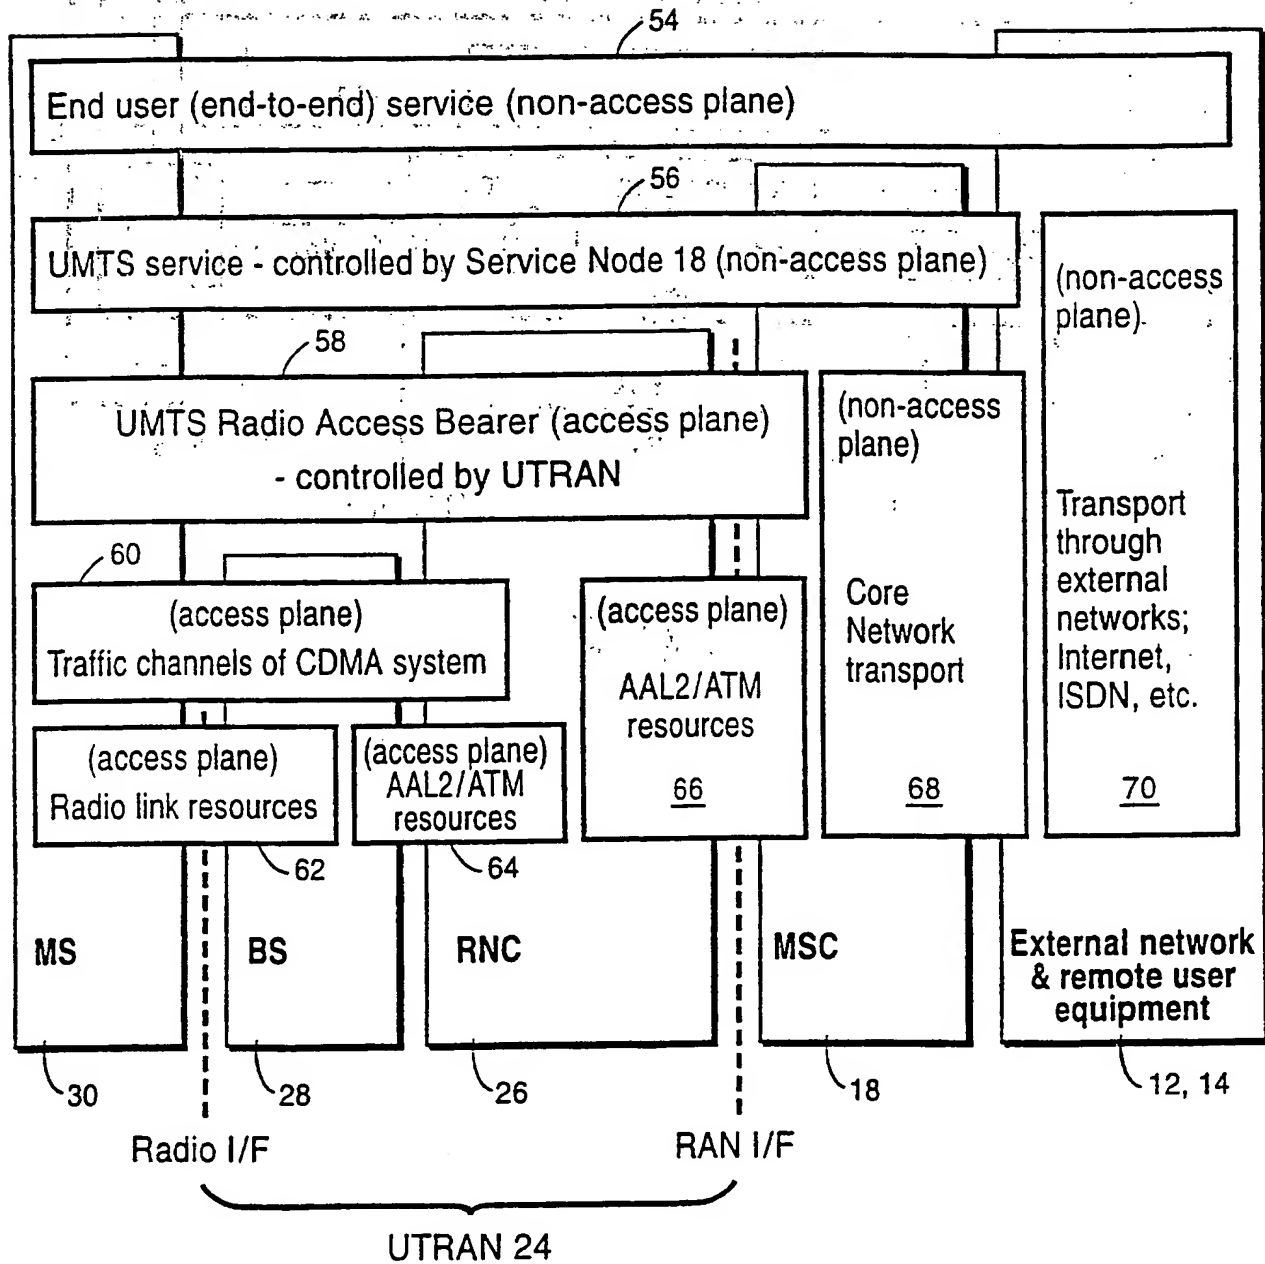 54
End user (end-to-end) service (non-access plane)
56
UMTS service - controlled by Service Node 18 (non-access plane)
(non-access
plane)
Transport
through
external
networks;
Internet,
ISDN, etc.
70
58
UMTS Radio Access Bearer (access plane)
- controlled by UTRAN
(non-access
plane)
Core
Network
transport
68
60
(access plane)
Traffic channels of CDMA system
(access plane)
AAL2/ATM
resources
66
(access plane)
Radio link resources
62
(access plane)
AAL2/ATM
resources
64
MS
BS
RNC
MSC
External network
& remote user
equipment
30
28
26
18
12, 14
Radio I/F
RAN I/F
UTRAN 24